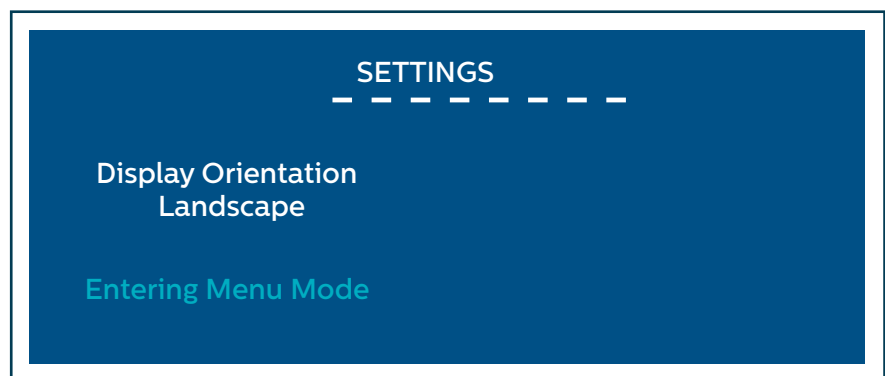 SETTINGS
Display Orientation
Landscape
Entering Menu Mode